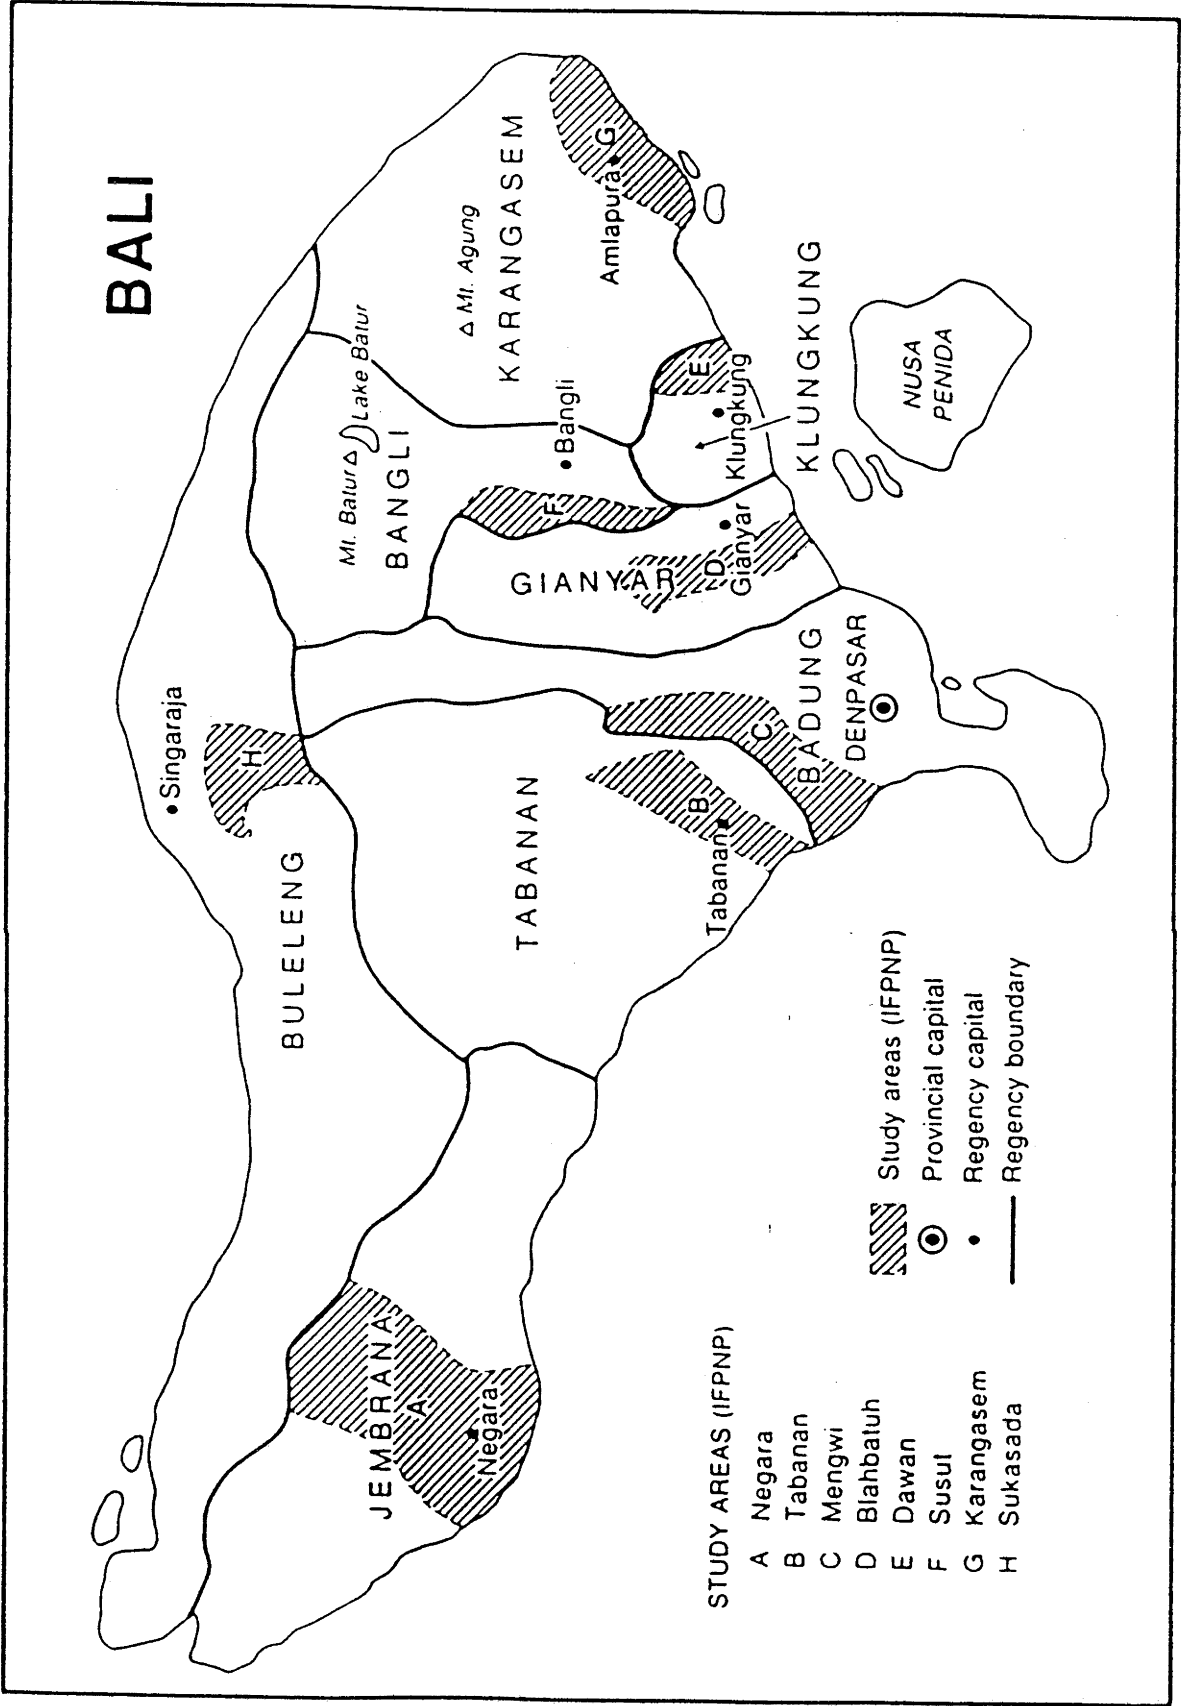 BALI
Singaraja
H
BULELENG
Mt. Batur
Lake Batur
BANGLI
Mt. Agung
KARANGASEM
JEMBRANA
A
Negara
TABANAN
B
Tabanan
C
BADUNG
DENPASAR
GIANYAR
D
Gianyar
F
Bangli
E
Klungkung
KLUNGKUNG
G
Amlapura
NUSA
PENIDA
STUDY AREAS (IFPNP)
A Negara
B Tabanan
C Mengwi
D Blahbatuh
E Dawan
F Susut
G Karangasem
H Sukasada
Study areas (IFPNP)
Provincial capital
Regency capital
Regency boundary